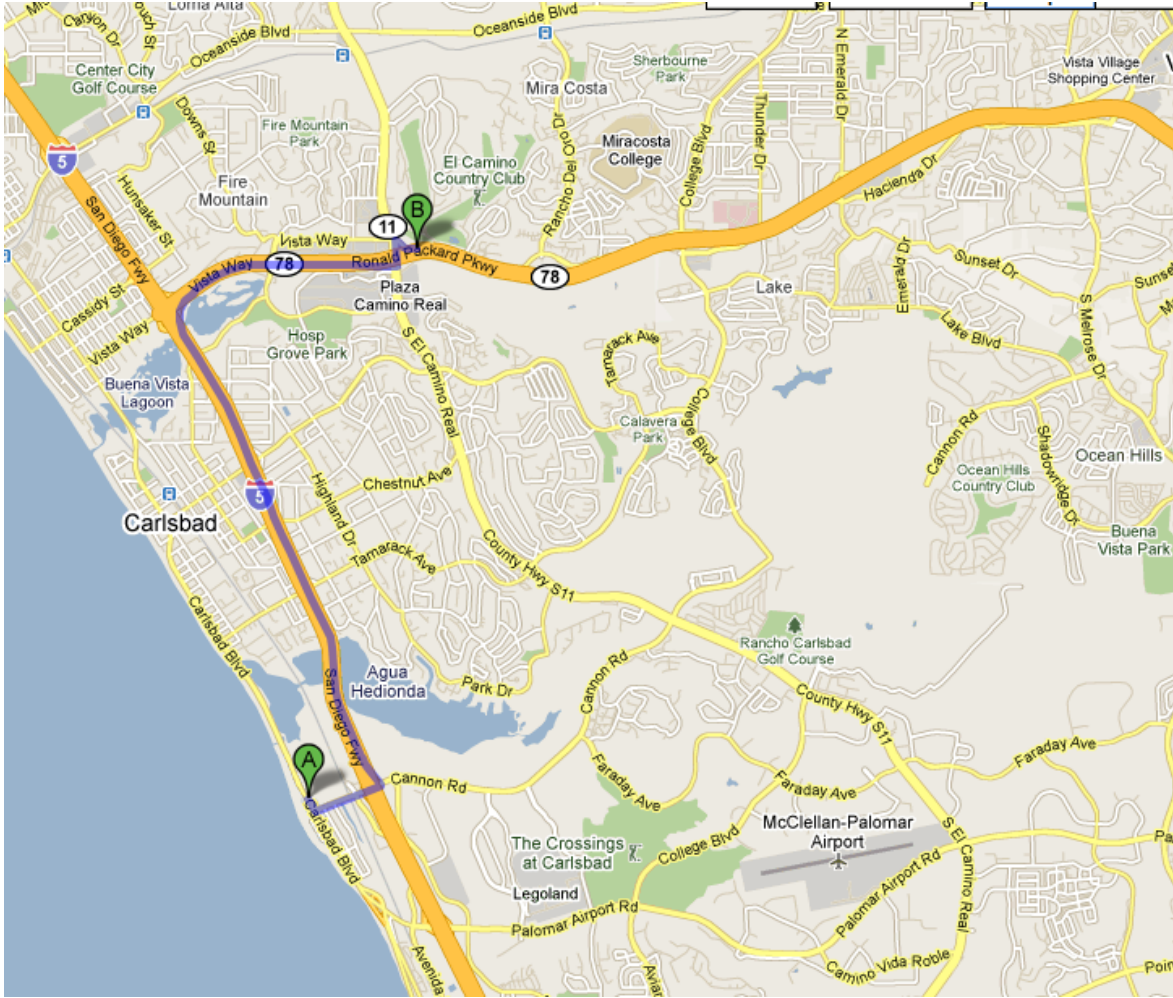 Loma Alta
Oceanside Blvd
Oceanside Blvd
Canyon Dr
Center City
Golf Course
Downs St
Fire Mountain
Park
Fire
Mountain
Hunsaker St
El Camino
Country Club
Mira Costa
Rancho Del Oro Dr
Sherbourne
Park
Miracosta
College
College Blvd
Thunder Dr
N Emerald Dr
Vista Village
Shopping Center
V
Hacienda Dr
5
San Diego Fwy
11
B
Vista Way
Vista Way
78
Ronald Packard Pkwy
78
Plaza
Camino Real
Cassidy St
Vista Way
Hosp
Grove Park
Buena Vista
Lagoon
S El Camino Real
Lake
Emerald Dr
Sunset Dr
Sunset
Lake Blvd
S Melrose Dr
Tamarack Ave
College Blvd
Calavera
Park
Cannon Rd
Shadowridge Dr
Ocean Hills
Ocean Hills
Country Club
Buena
Vista Park
Chestnut Ave
Highland Dr
5
Carlsbad
Tamarack Ave
County Hwy S11
Carlsbad Blvd
Agua
Hedionda
Park Dr
San Diego Fwy
Cannon Rd
Rancho Carlsbad
Golf Course
County Hwy S11
A
Carlsbad Blvd
Cannon Rd
Faraday Ave
Faraday Ave
Faraday Ave
College Blvd
McClellan-Palomar
Airport
S El Camino Real
The Crossings
at Carlsbad
Legoland
Palomar Airport Rd
Palomar Airport Rd
Camino Vida Roble
Avenida
Avian
Poin
Pa